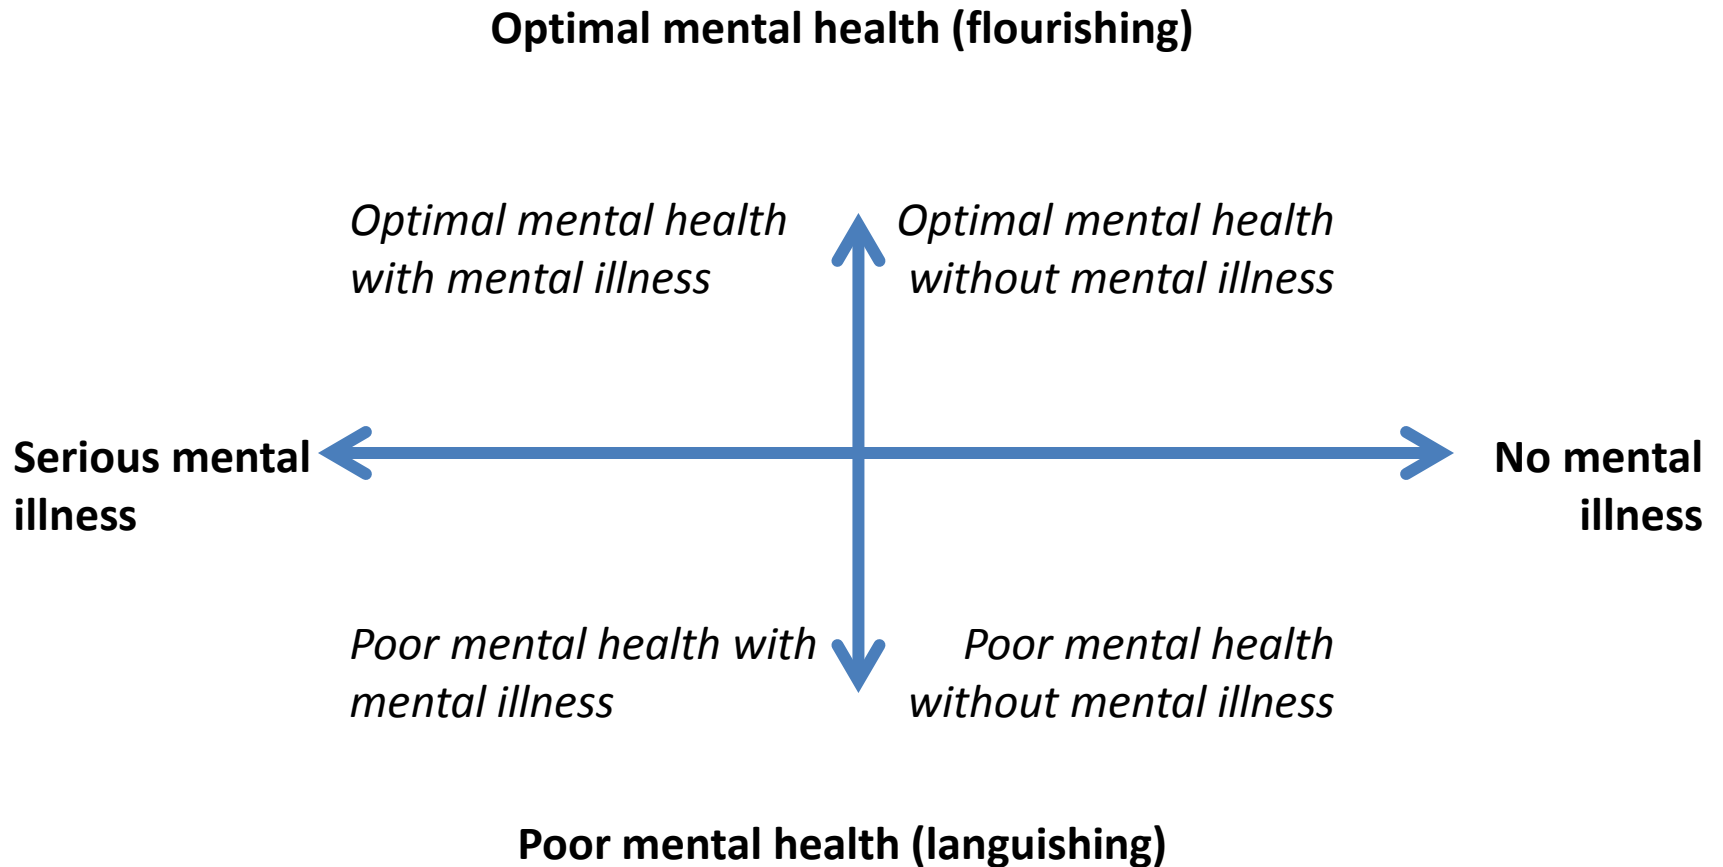 Optimal mental health (flourishing)
Optimal mental health
with mental illness
Optimal mental health
without mental illness
Serious mental
illness
No mental
illness
Poor mental health with
mental illness
Poor mental health
without mental illness
Poor mental health (languishing)